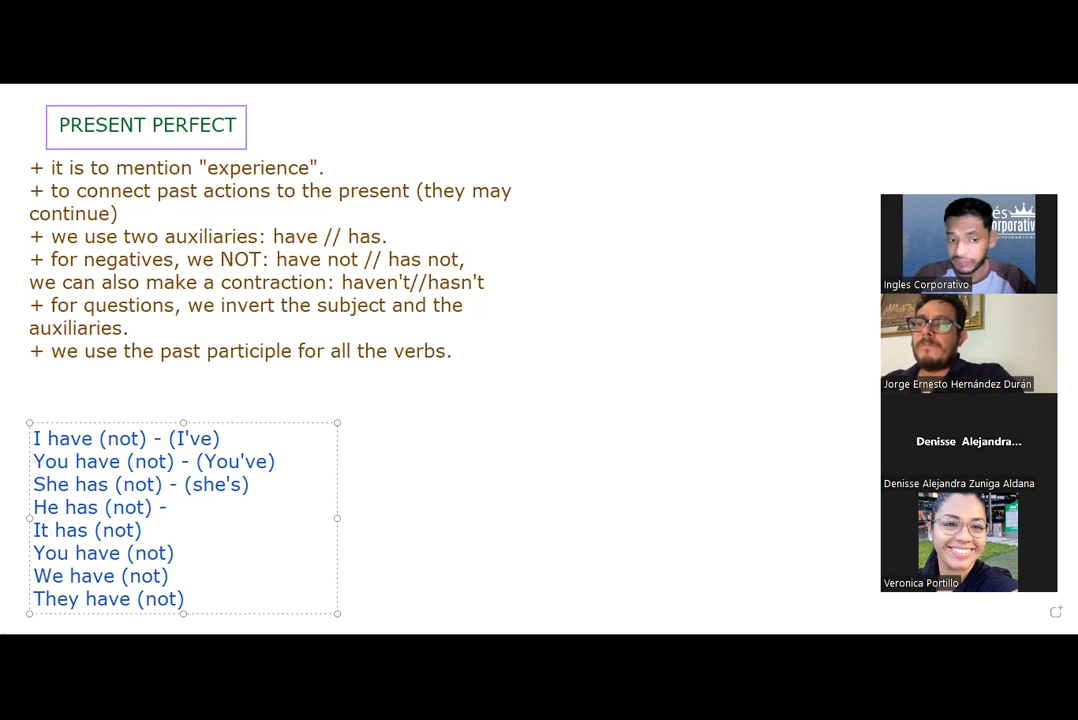 PRESENT PERFECT
+ it is to mention "experience".
+ to connect past actions to the present (they may
continue)
+ we use two auxiliaries: have // has.
+ for negatives, we NOT: have not // has not,
we can also make a contraction: haven't//hasn't
+ for questions, we invert the subject and the
auxiliaries.
+ we use the past participle for all the verbs.
I have (not) - (I've)
You have (not) - (You've)
She has (not) - (she's)
He has (not) -
It has (not)
You have (not)
We have (not)
They have (not)
és
orporativ
Ingles Corporativo
Jorge Ernesto Hernández Durán
Denisse Alejandra...
Denisse Alejandra Zuniga Aldana
Veronica Portillo